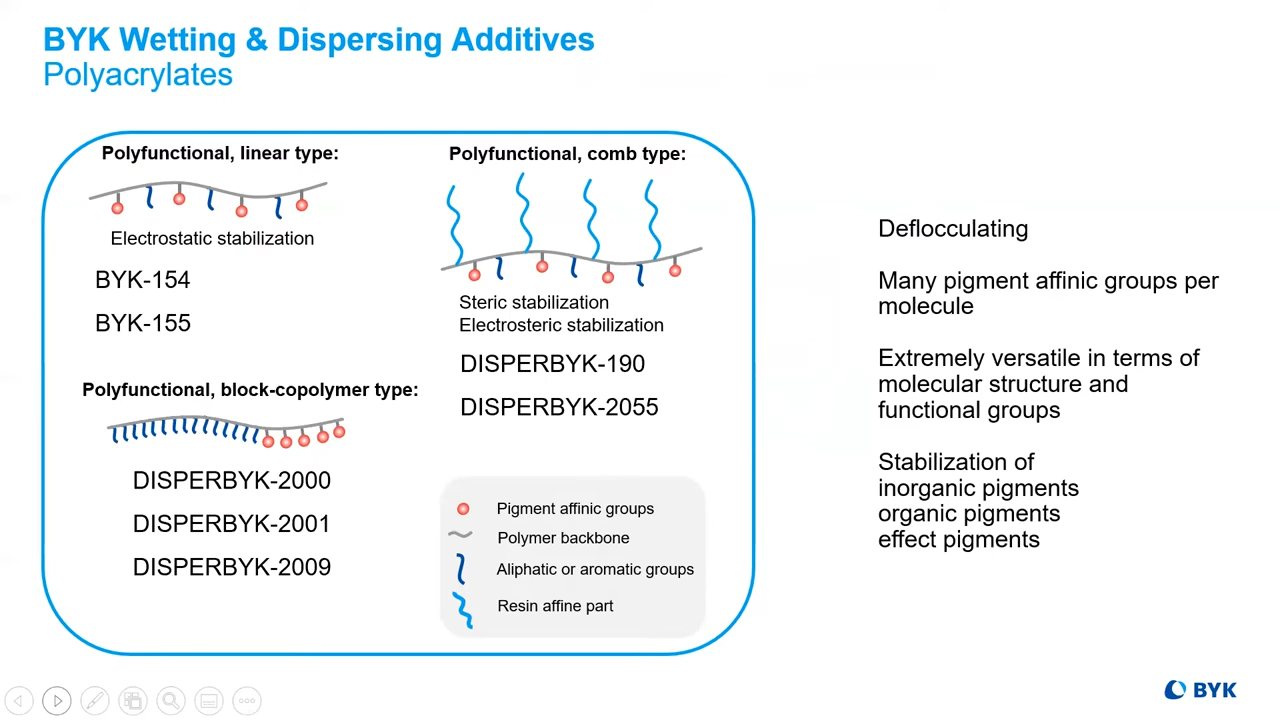 BYK Wetting & Dispersing Additives
Polyacrylates
Polyfunctional, linear type:
Electrostatic stabilization
BYK-154
BYK-155
Polyfunctional, block-copolymer type:
DISPERBYK-2000
DISPERBYK-2001
DISPERBYK-2009
Polyfunctional, comb type:
Steric stabilization
Electrosteric stabilization
DISPERBYK-190
DISPERBYK-2055
Pigment affinic groups
Polymer backbone
Aliphatic or aromatic groups
Resin affine part
Deflocculating
Many pigment affinic groups per
molecule
Extremely versatile in terms of
molecular structure and
functional groups
Stabilization of
inorganic pigments
organic pigments
effect pigments
BYK